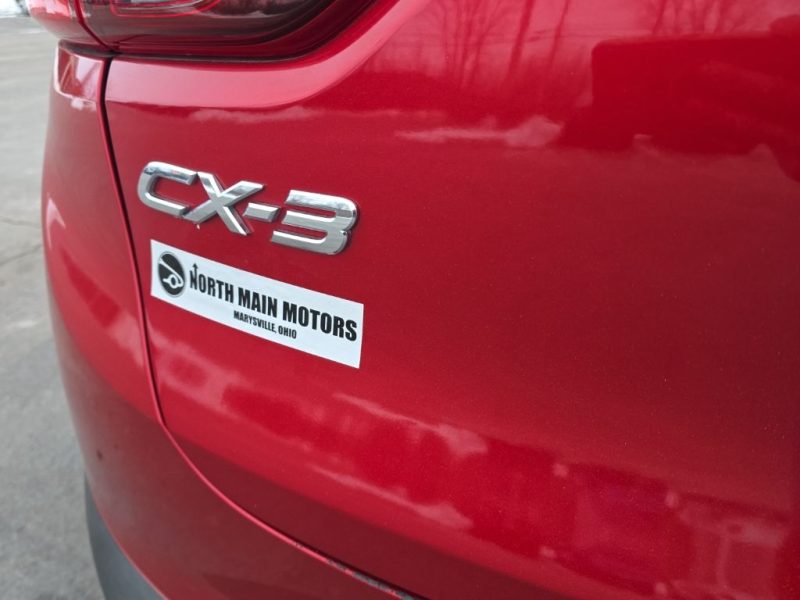 CX-3
NORTH MAIN MOTORS
MARYSVILLE, OHIO